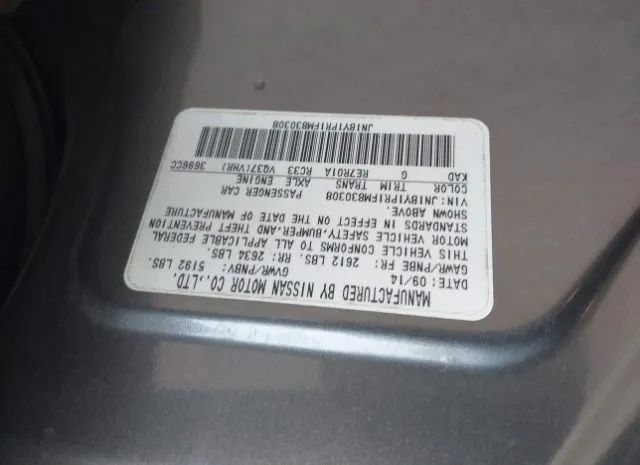 MANUFACTURED BY NISSAN MOTOR CO.,LTD.
DATE: 09/14 GVWR/PNBV: 5192 LBS.
GAWR/PNBE FR: 2612 LBS. RR: 2634 LBS.
THIS VEHICLE CONFORMS TO ALL APPLICABLE FEDERAL
MOTOR VEHICLE SAFETY,BUMPER,AND THEFT PREVENTION
STANDARDS IN EFFECT ON THE DATE OF MANUFACTURE
SHOWN ABOVE.
VIN: JN1BY1PR1FM830308 PASSENGER CAR
COLOR TRIM TRANS AXLE ENGINE
KAD G RE7R01A RC33 VQ37(VHR) 3696CC
JN1BY1PR1FM830308